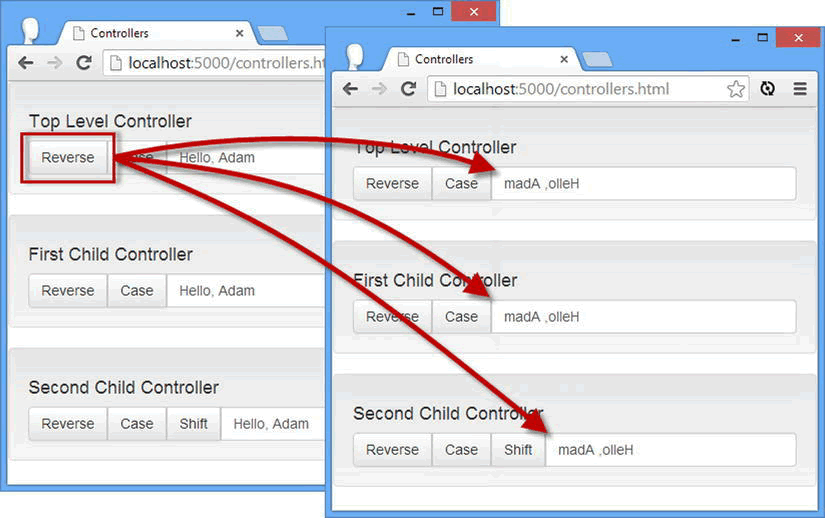 Controllers
localhost:5000/controllers.ht
Top Level Controller
Reverse Case Hello, Adam
First Child Controller
Reverse Case Hello, Adam
Second Child Controller
Reverse Case Shift Hello, Adam
Controllers
localhost:5000/controllers.html
Top Level Controller
Reverse Case madA ,olleH
First Child Controller
Reverse Case madA ,olleH
Second Child Controller
Reverse Case Shift madA ,olleH